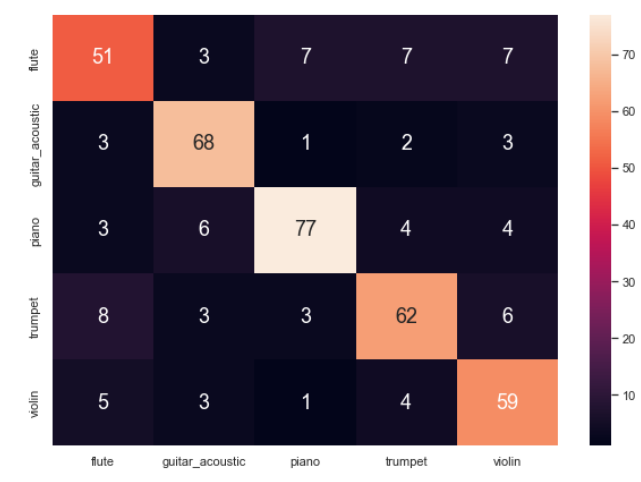 flute 51 3 7 7 7
guitar_acoustic 3 68 1 2 3
piano 3 6 77 4 4
trumpet 8 3 3 62 6
violin 5 3 1 4 59
flute guitar_acoustic piano trumpet violin
70
60
50
40
30
20
10